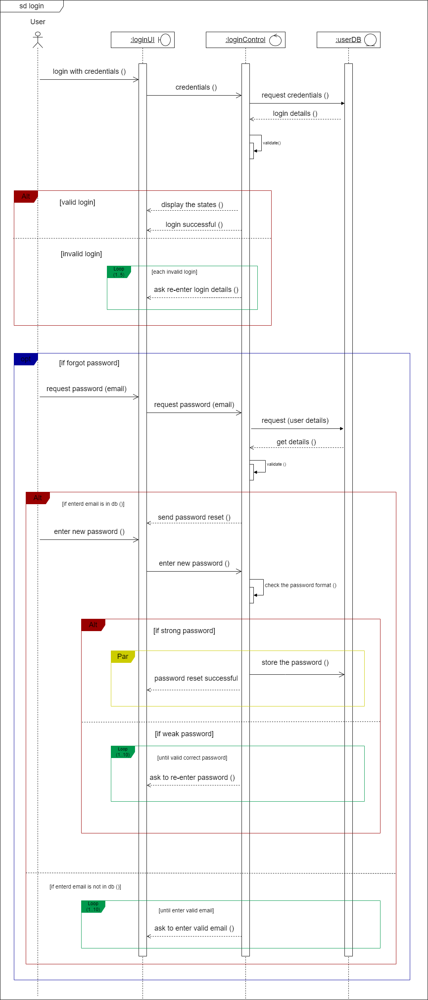 sd login
User
:loginUI
:loginControl
:userDB
login with credentials ()
credentials ()
request credentials ()
login details ()
validate()
Alt
[valid login]
display the states ()
login successful ()
[invalid login]
Loop
(1..5)
[each invalid login]
ask re-enter login details ()
opt
[if forgot password]
request password (email)
request password (email)
request (user details)
get details ()
validate ()
Alt
[if enterd email is in db ()]
send password reset ()
enter new password ()
enter new password ()
check the password format ()
Alt
[if strong password]
Par
store the password ()
password reset successful
[if weak password]
Loop
(1..10)
[until valid correct password]
ask to re-enter password ()
[if enterd email is not in db ()]
Loop
(1..10)
[until enter valid email]
ask to enter valid email ()